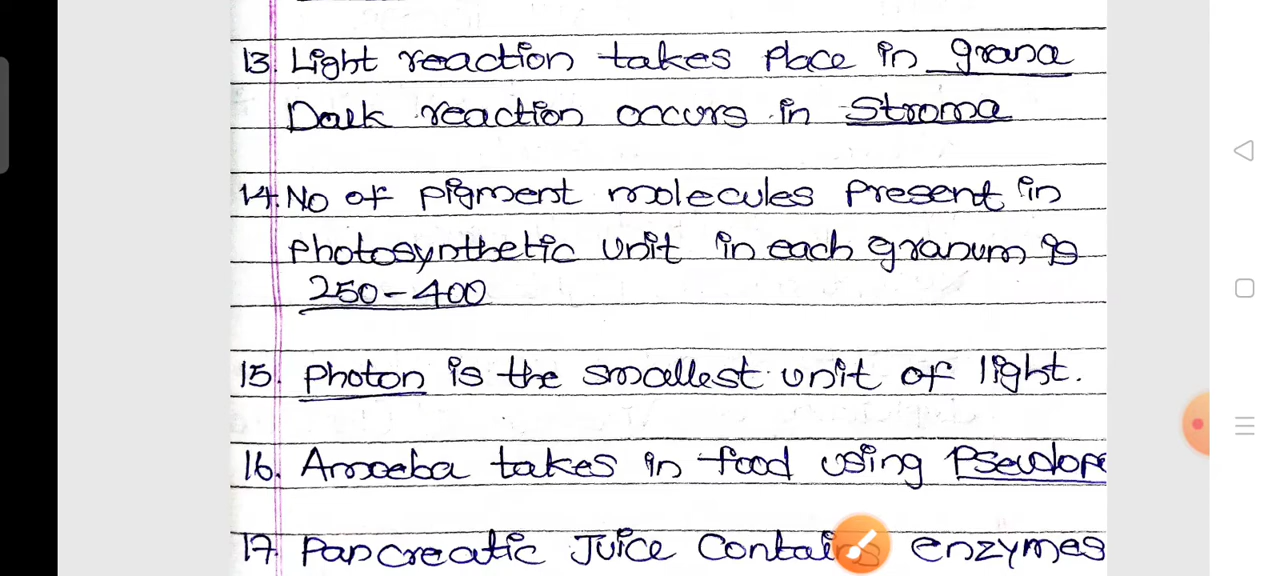 13. Light reaction takes place in grana
Dark reaction occurs in Stroma
14. No of pigment molecules present in
photosynthetic unit in each granum is
250-400
15. Photon is the smallest unit of light.
16. Amoeba takes in food using Pseudop
17. Pancreatic Juice Contains enzymes